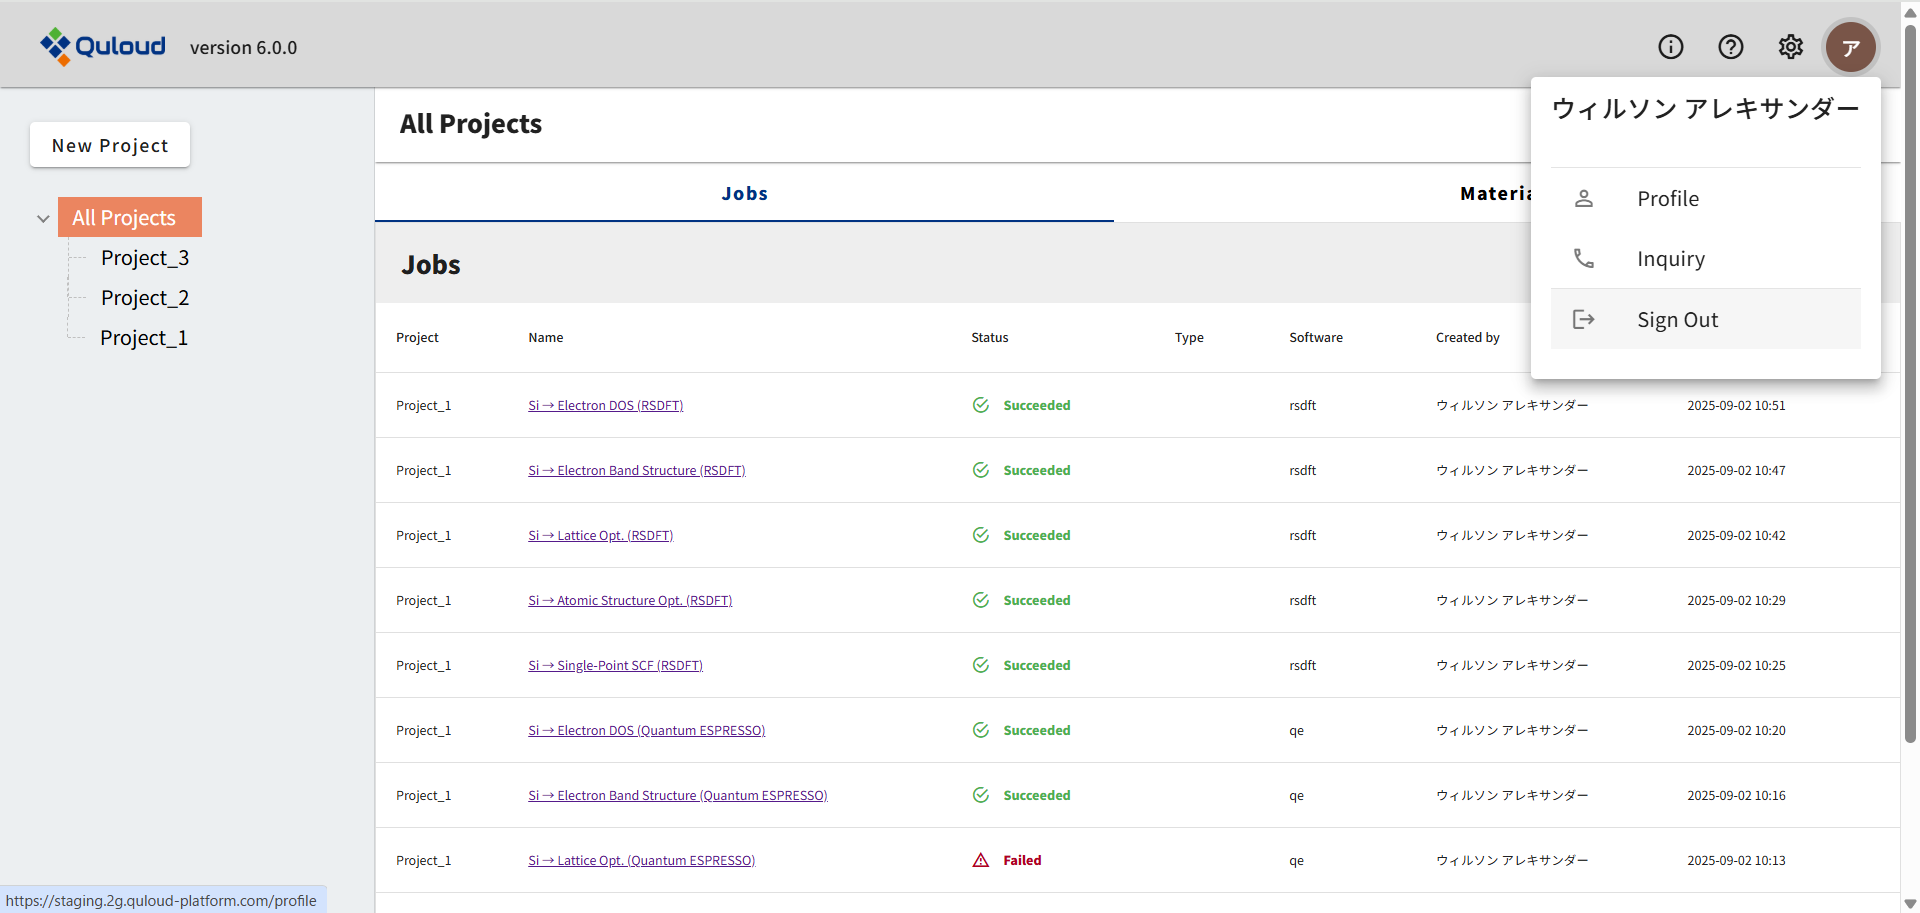 Quloud version 6.0.0
ア
ウィルソン アレキサンダー
Profile
Inquiry
Sign Out
New Project
All Projects
Project_3
Project_2
Project_1
All Projects
Jobs
Jobs
Project Name Status Type Software Created by
Project_1 Si → Electron DOS (RSDFT) Succeeded rsdft ウィルソン アレキサンダー 2025-09-02 10:51
Project_1 Si → Electron Band Structure (RSDFT) Succeeded rsdft ウィルソン アレキサンダー 2025-09-02 10:47
Project_1 Si → Lattice Opt. (RSDFT) Succeeded rsdft ウィルソン アレキサンダー 2025-09-02 10:42
Project_1 Si → Atomic Structure Opt. (RSDFT) Succeeded rsdft ウィルソン アレキサンダー 2025-09-02 10:29
Project_1 Si → Single-Point SCF (RSDFT) Succeeded rsdft ウィルソン アレキサンダー 2025-09-02 10:25
Project_1 Si → Electron DOS (Quantum ESPRESSO) Succeeded qe ウィルソン アレキサンダー 2025-09-02 10:20
Project_1 Si → Electron Band Structure (Quantum ESPRESSO) Succeeded qe ウィルソン アレキサンダー 2025-09-02 10:16
Project_1 Si → Lattice Opt. (Quantum ESPRESSO) Failed qe ウィルソン アレキサンダー 2025-09-02 10:13
https://staging.2g.quloud-platform.com/profile